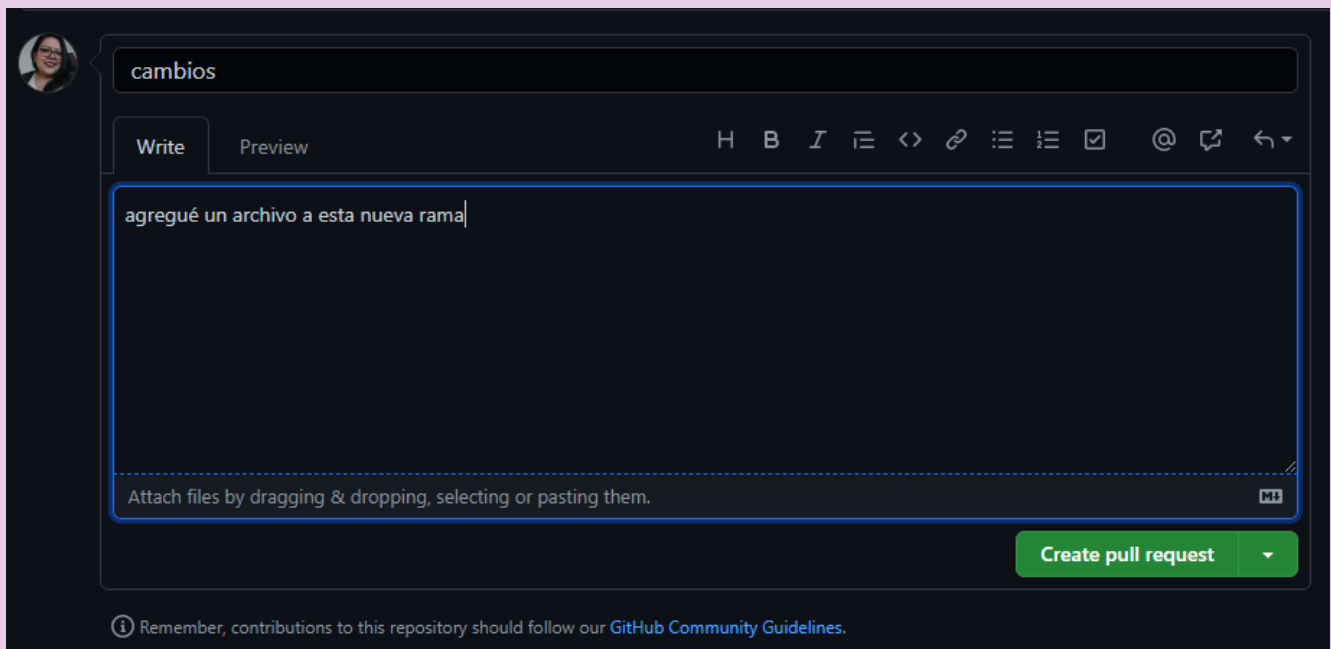 cambios
Write Preview
agregué un archivo a esta nueva rama
Attach files by dragging & dropping, selecting or pasting them.
Create pull request
Remember, contributions to this repository should follow our GitHub Community Guidelines.